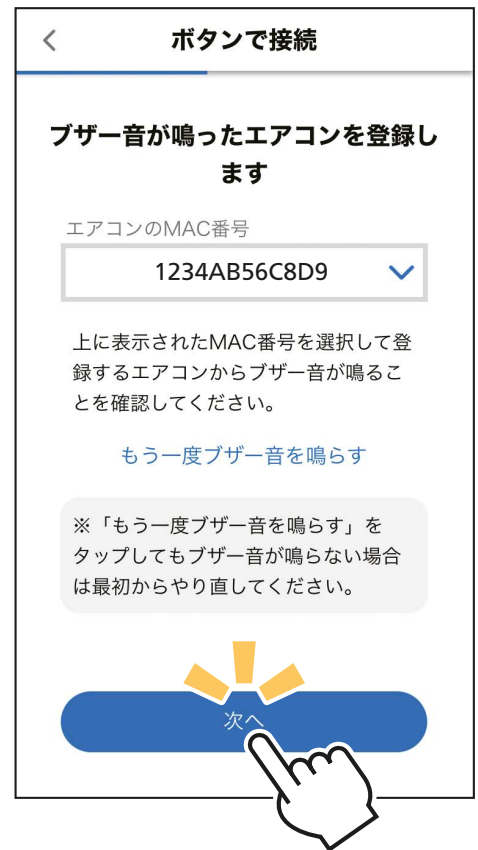 ボタンで接続
ブザー音が鳴ったエアコンを登録し
ます
エアコンのMAC番号
1234AB56C8D9
上に表示されたMAC番号を選択して登
録するエアコンからブザー音が鳴るこ
とを確認してください。
もう一度ブザー音を鳴らす
※「もう一度ブザー音を鳴らす」を
タップしてもブザー音が鳴らない場合
は最初からやり直してください。
次へ